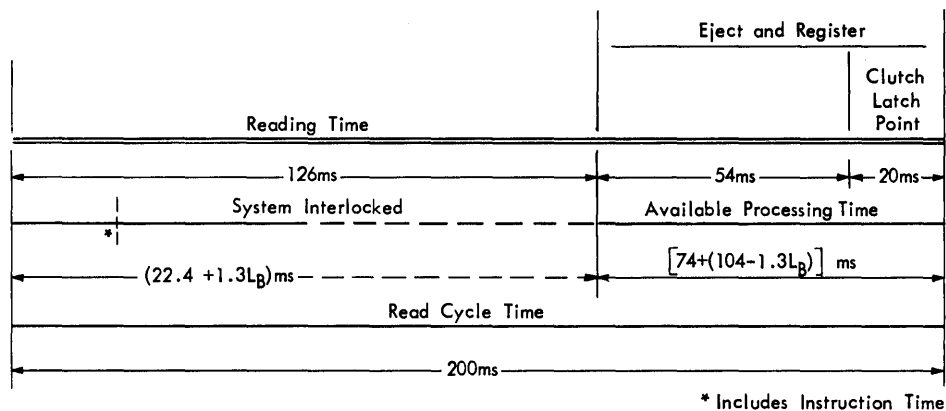 Eject and Register
Clutch
Latch
Point
Reading Time
126ms
54ms
20ms
System Interlocked
Available Processing Time
*
(22.4 +1.3L_B)ms
[74+(104-1.3L_B)] ms
Read Cycle Time
200ms
* Includes Instruction Time